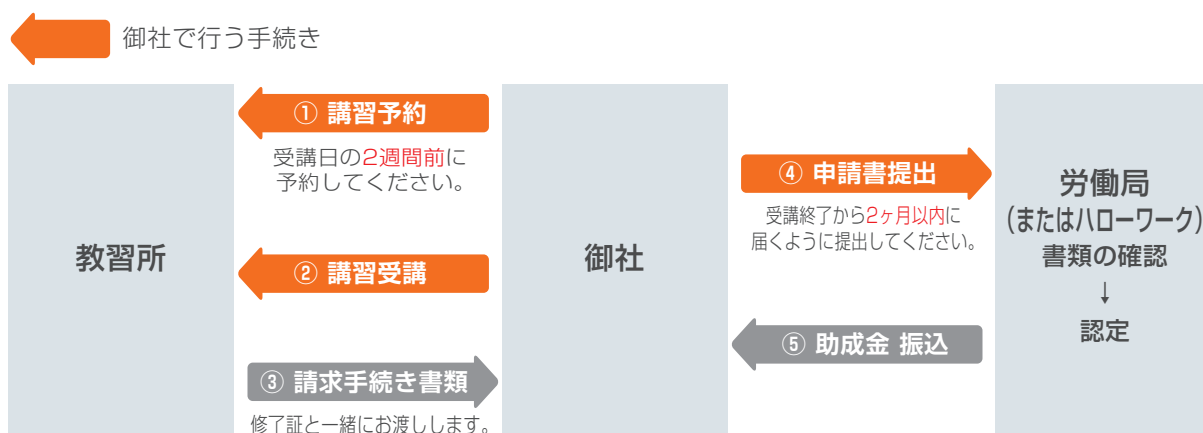 御社で行う手続き
① 講習予約
受講日の2週間前に
予約してください。
教習所
② 講習受講
③ 請求手続き書類
修了証と一緒にお渡しします。
御社
④ 申請書提出
受講終了から2ヶ月以内に
届くように提出してください。
⑤ 助成金 振込
労働局
(またはハローワーク)
書類の確認
↓
認定